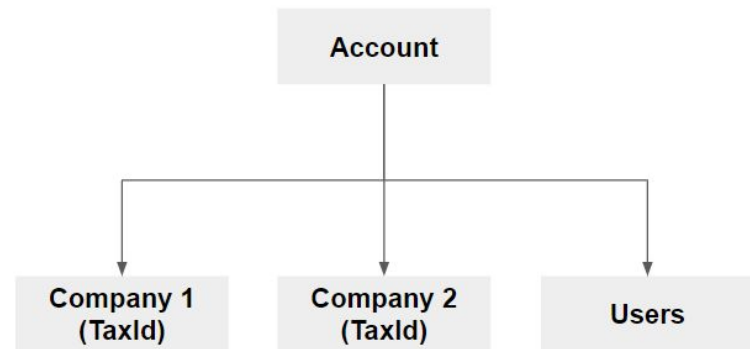 Account
Company 1
(TaxId)
Company 2
(TaxId)
Users